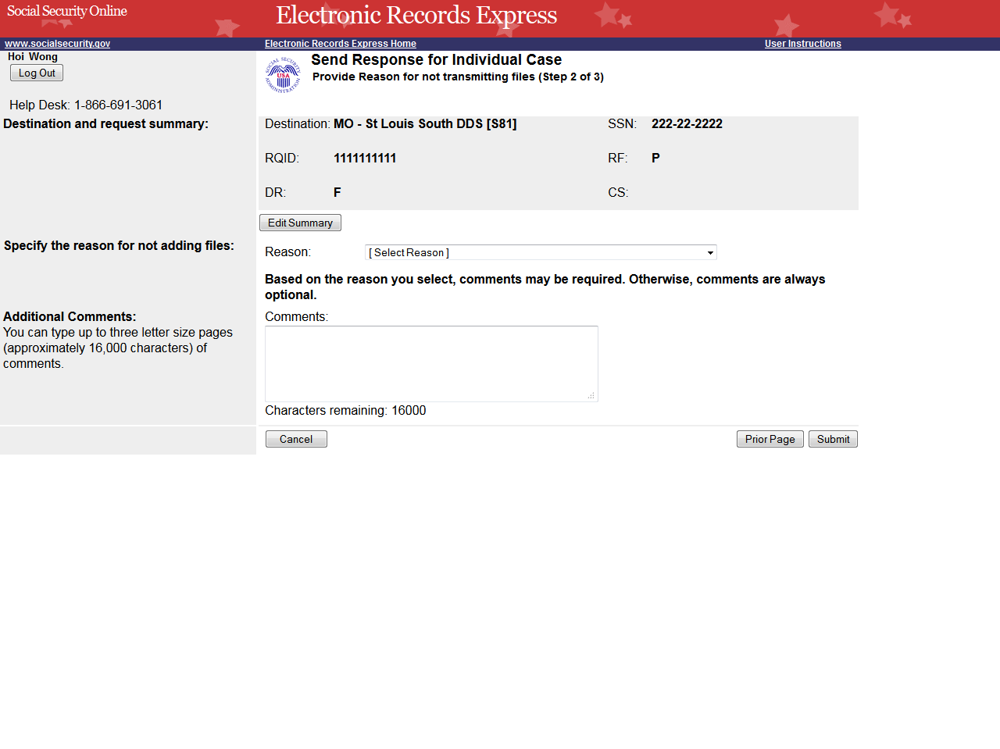 Social Security Online
Electronic Records Express
www.socialsecurity.gov
Electronic Records Express Home
User Instructions
Hoi Wong
Log Out
Help Desk: 1-866-691-3061
SOCIAL SECURITY ADMINISTRATION
USA
Send Response for Individual Case
Provide Reason for not transmitting files (Step 2 of 3)
Destination and request summary:
Destination: MO - St Louis South DDS [S81]
SSN: 222-22-2222
RQID: 1111111111
RF: P
DR: F
CS:
Edit Summary
Specify the reason for not adding files:
Reason: [ Select Reason ]
Based on the reason you select, comments may be required. Otherwise, comments are always
optional.
Additional Comments:
You can type up to three letter size pages
(approximately 16,000 characters) of
comments.
Comments:
Characters remaining: 16000
Cancel
Prior Page
Submit